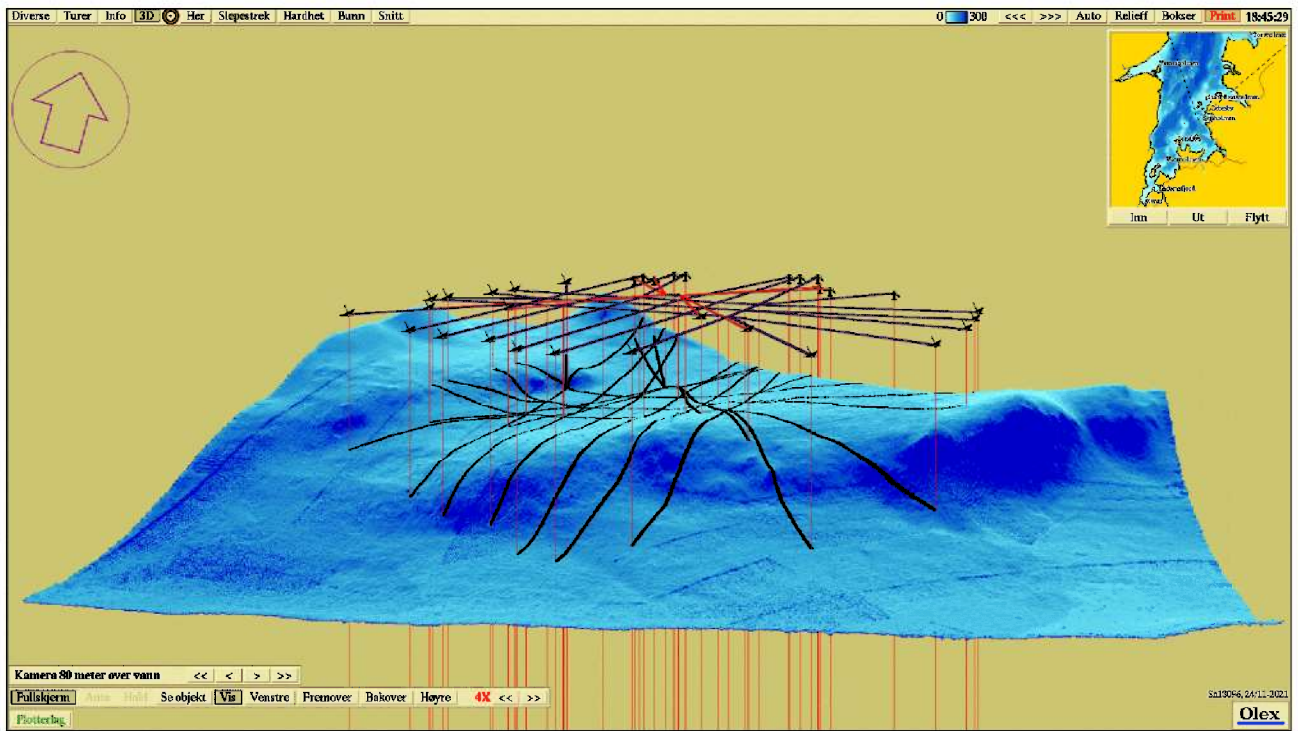 Diverse Turer Info 3D Her Slepestrek Hardhet Bunn Snitt 0 300 <<< >>> Auto Relieff Bokser Print 18:45:29
Inn Ut Flytt
Kamera 80 meter over vann << < > >>
Fullskjerm Auto Hold Se objekt Vis Venstre Fremover Bakover Høyre 4X << >>
Plotterlag
24/11-2021
Olex